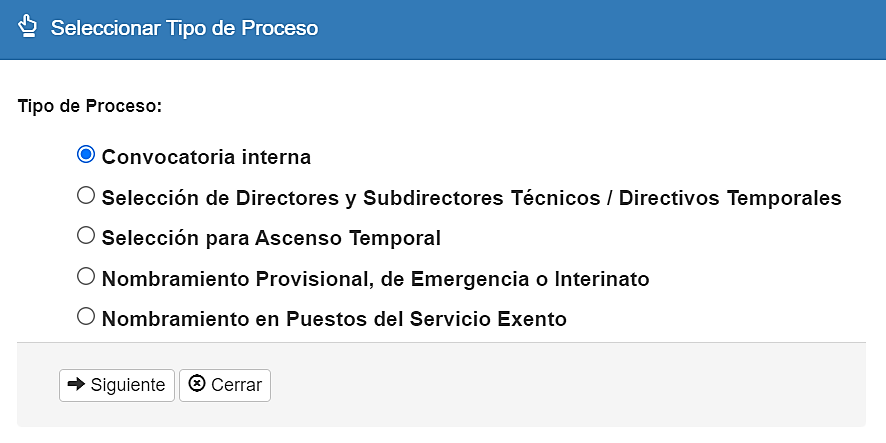 Seleccionar Tipo de Proceso
Tipo de Proceso:
Convocatoria interna
Selección de Directores y Subdirectores Técnicos / Directivos Temporales
Selección para Ascenso Temporal
Nombramiento Provisional, de Emergencia o Interinato
Nombramiento en Puestos del Servicio Exento
Siguiente Cerrar